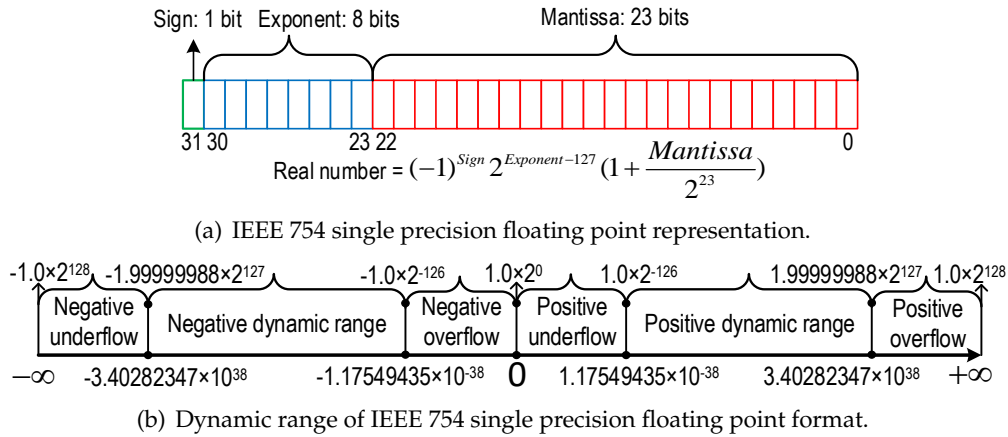 Sign: 1 bit Exponent: 8 bits Mantissa: 23 bits
31 30 23 22 0
Real number = (-1)^{Sign} 2^{Exponent-127} (1 + \frac{Mantissa}{2^{23}})
(a) IEEE 754 single precision floating point representation.
-1.0×2^{128} -1.99999988×2^{127} -1.0×2^{-126} 1.0×2^{0} 1.0×2^{-126} 1.99999988×2^{127} 1.0×2^{128}
Negative underflow Negative dynamic range Negative overflow Positive underflow Positive dynamic range Positive overflow
-∞ -3.40282347×10^{38} -1.17549435×10^{-38} 0 1.17549435×10^{-38} 3.40282347×10^{38} +∞
(b) Dynamic range of IEEE 754 single precision floating point format.